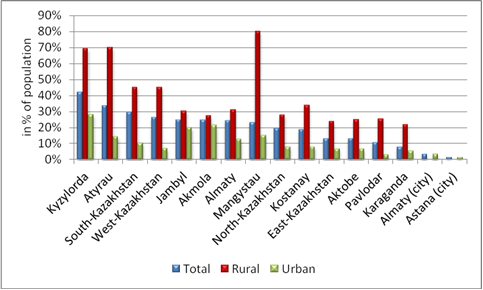 90%
80%
70%
60%
50%
40%
30%
20%
10%
0%
in % of population
Kyzylorda
Atyrau
South-Kazakhstan
West-Kazakhstan
Jambyl
Akmola
Almaty
Mangystau
North-Kazakhstan
Kostanay
East-Kazakhstan
Aktobe
Pavlodar
Karaganda
Almaty (city)
Astana (city)
Total Rural Urban